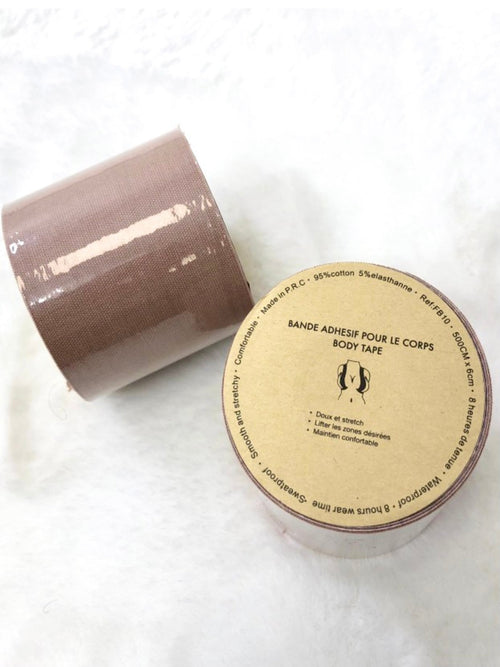 Smooth and stretchy • Comfortable • Made in P.R.C • 95%cotton 5%elasthanne • Ref:FB10 • 500CM x 6cm • 8 heures de tenue • Waterproof • 8 hours wear time • Sweatproof •
BANDE ADHESIF POUR LE CORPS
BODY TAPE
• Doux et stretch
• Lifter les zones désirées
• Maintien confortable